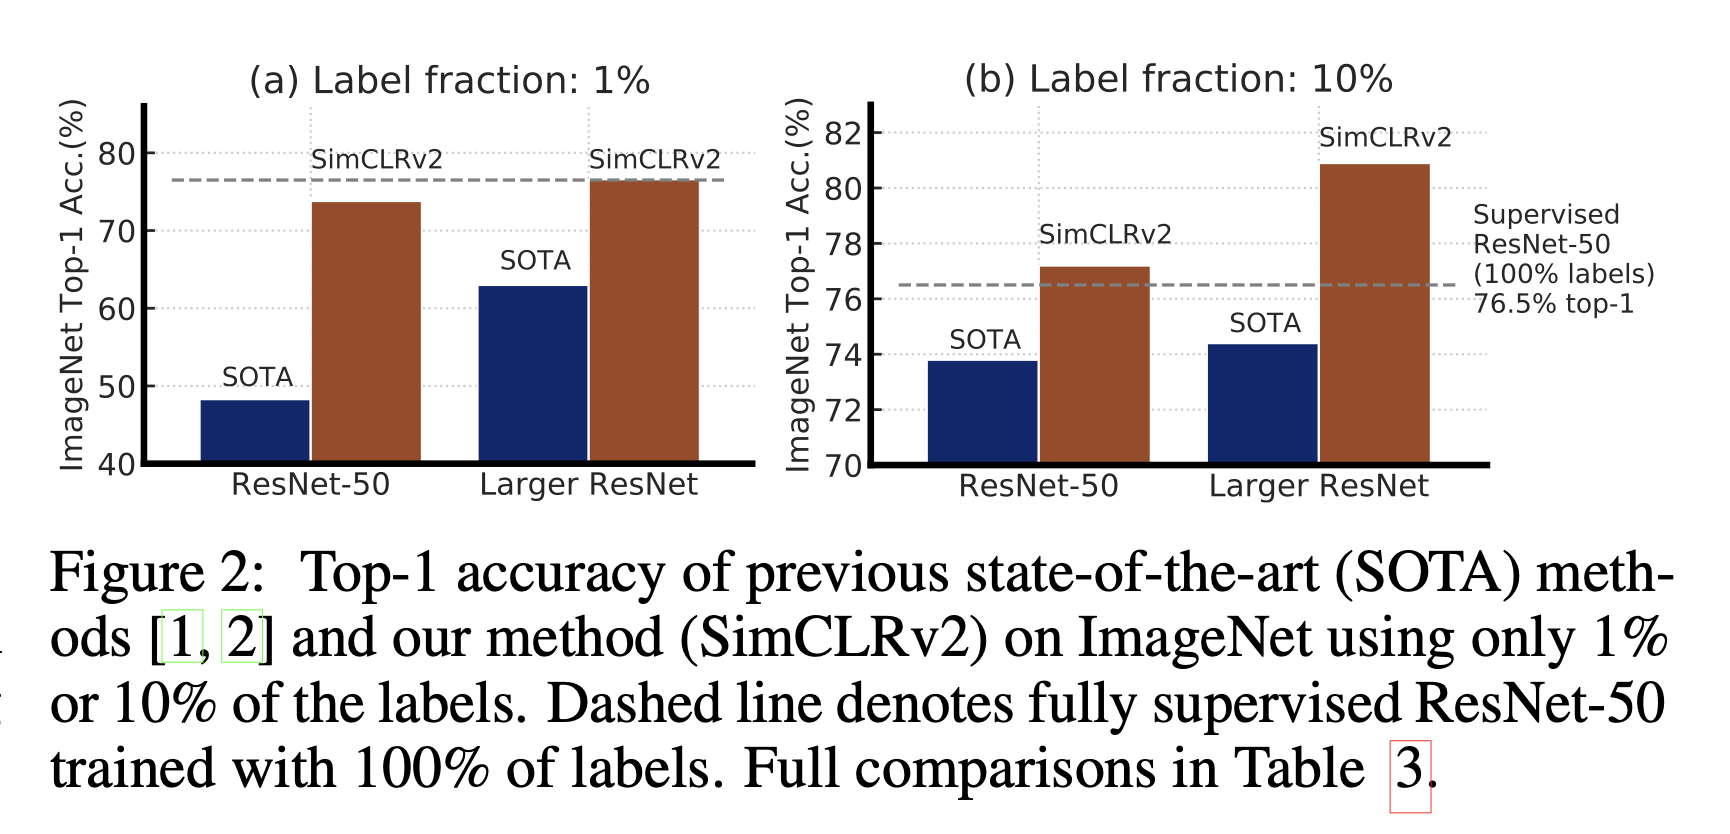 (a) Label fraction: 1%
ImageNet Top-1 Acc.(%)
80
70
60
50
40
SOTA
SimCLRv2
SOTA
SimCLRv2
ResNet-50
Larger ResNet
(b) Label fraction: 10%
ImageNet Top-1 Acc.(%)
82
80
78
76
74
72
70
SOTA
SimCLRv2
SOTA
SimCLRv2
ResNet-50
Larger ResNet
Supervised
ResNet-50
(100% labels)
76.5% top-1
Figure 2: Top-1 accuracy of previous state-of-the-art (SOTA) meth-
ods [1, 2] and our method (SimCLRv2) on ImageNet using only 1%
or 10% of the labels. Dashed line denotes fully supervised ResNet-50
trained with 100% of labels. Full comparisons in Table 3.